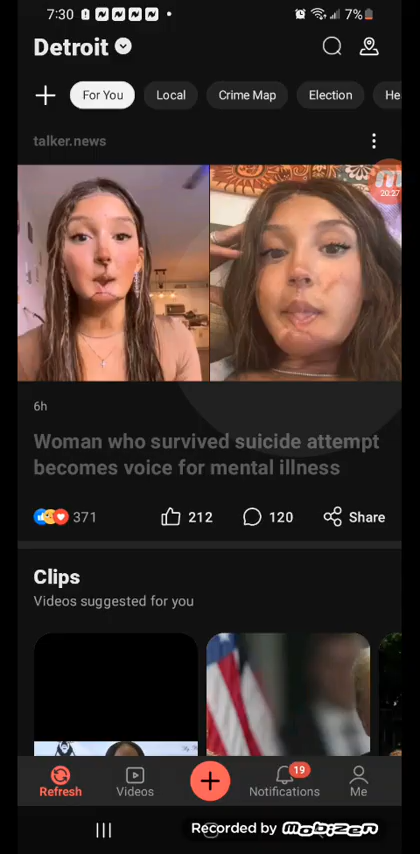 7:30
7%
Detroit
For You
Local
Crime Map
Election
He
talker.news
20:27
6h
Woman who survived suicide attempt
becomes voice for mental illness
371
212
120
Share
Clips
Videos suggested for you
Refresh
Videos
19
Notifications
Me
Recorded by mobizen